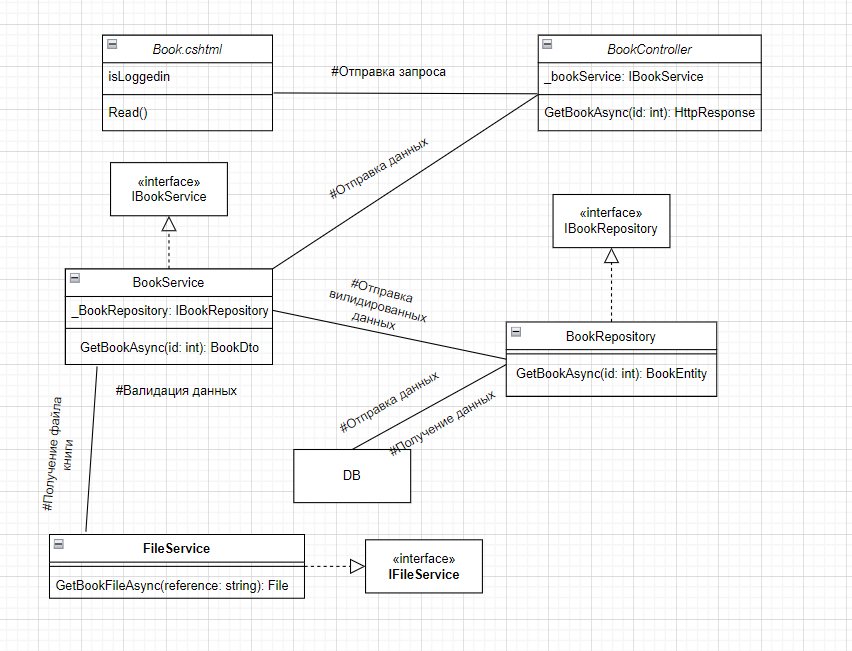 Book.cshtml
isLoggedin
Read()
#Отправка запроса
BookController
_bookService: IBookService
GetBookAsync(id: int): HttpResponse
#Отправка данных
«interface»
IBookService
«interface»
IBookRepository
BookService
_BookRepository: IBookRepository
GetBookAsync(id: int): BookDto
#Отправка
вилидированных
данных
BookRepository
GetBookAsync(id: int): BookEntity
#Валидация данных
#Отправка данных
#Получение данных
#Получение файла
книги
DB
FileService
GetBookFileAsync(reference: string): File
«interface»
IFileService